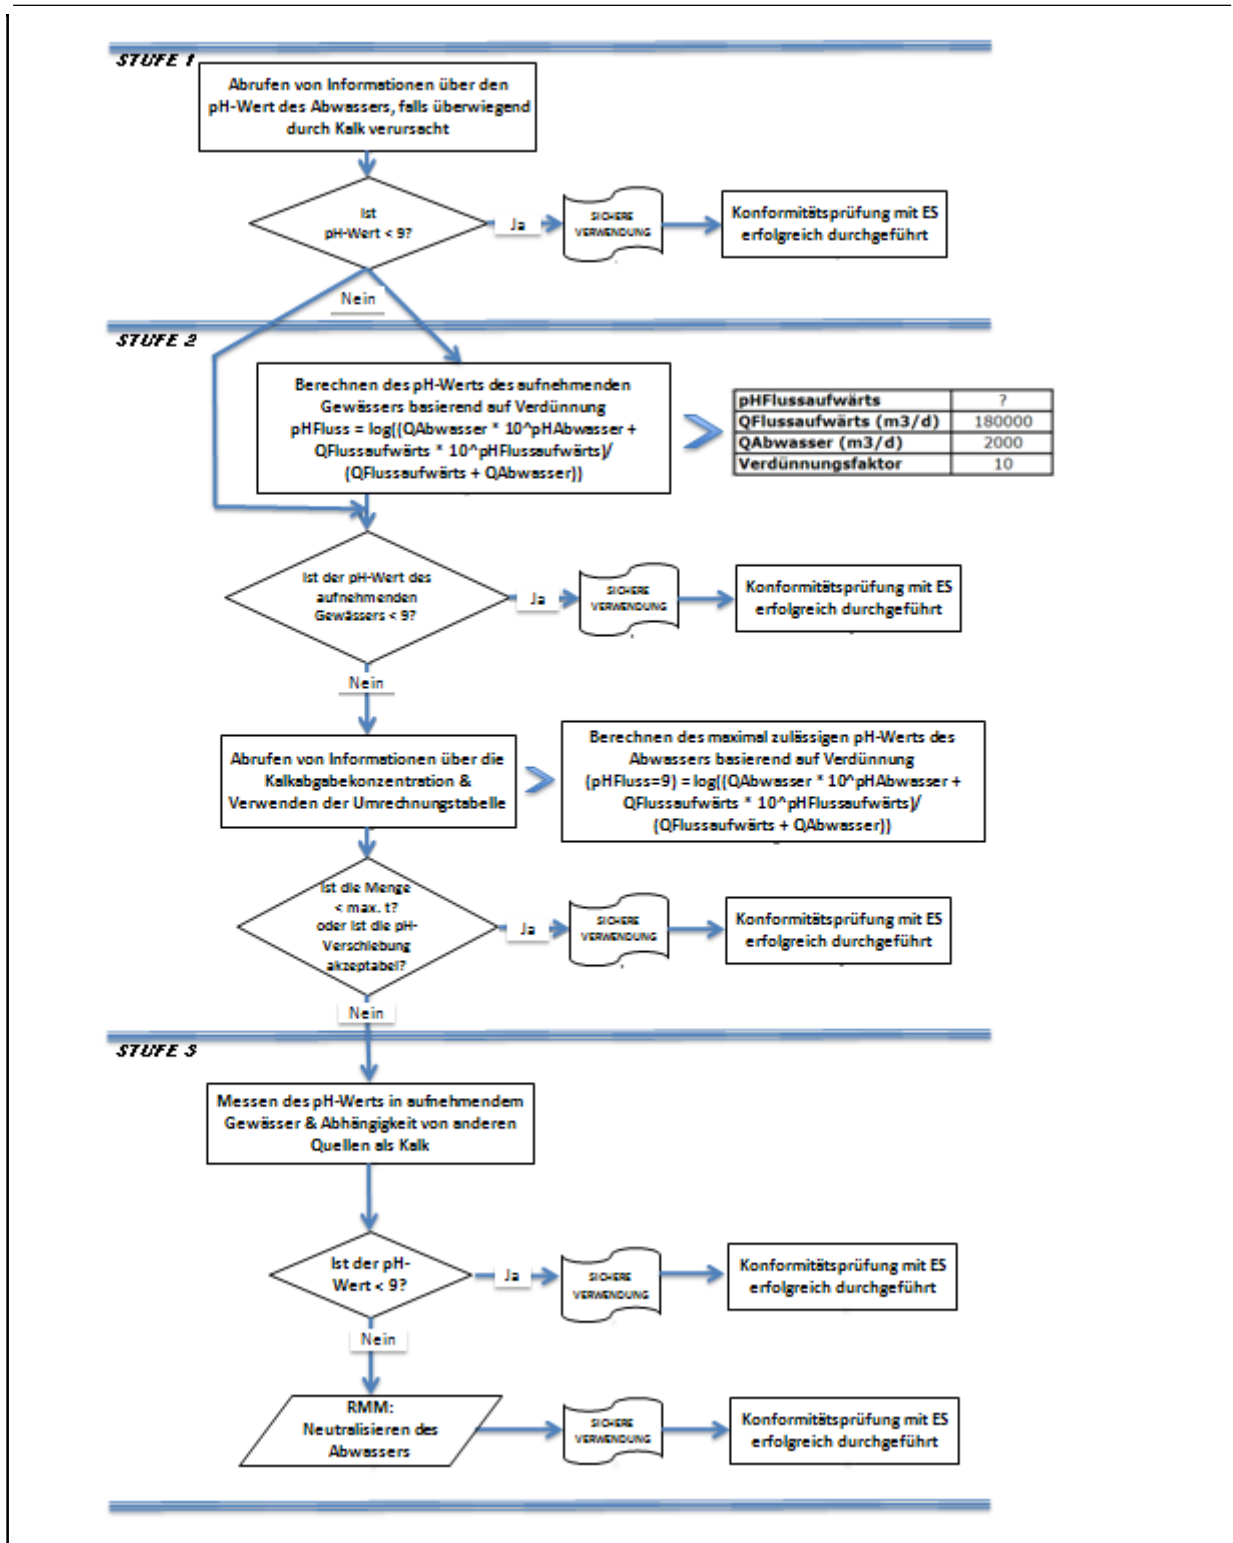 STUFE 1
Abrufen von Informationen über den
pH-Wert des Abwassers, falls überwiegend
durch Kalk verursacht
Ist
pH-Wert < 9?
Ja
SICHERE
VERWENDUNG
Konformitätsprüfung mit ES
erfolgreich durchgeführt
Nein
STUFE 2
Berechnen des pH-Werts des aufnehmenden
Gewässers basierend auf Verdünnung
pHFluss = log((QAbwasser * 10^pHAbwasser +
QFlussaufwärts * 10^pHFlussaufwärts)/
(QFlussaufwärts + QAbwasser))
pHFlussaufwärts ?
QFlussaufwärts (m3/d) 180000
QAbwasser (m3/d) 2000
Verdünnungsfaktor 10
Ist der pH-Wert des
aufnehmenden
Gewässers < 9?
Ja
SICHERE
VERWENDUNG
Konformitätsprüfung mit ES
erfolgreich durchgeführt
Nein
Abrufen von Informationen über die
Kalkabgabekonzentration &
Verwenden der Umrechnungstabelle
Berechnen des maximal zulässigen pH-Werts des
Abwassers basierend auf Verdünnung
(pHFluss=9) = log((QAbwasser * 10^pHAbwasser +
QFlussaufwärts * 10^pHFlussaufwärts)/
(QFlussaufwärts + QAbwasser))
Ist die Menge
< max. t?
oder ist die pH-
Verschiebung
akzeptabel?
Ja
SICHERE
VERWENDUNG
Konformitätsprüfung mit ES
erfolgreich durchgeführt
Nein
STUFE 3
Messen des pH-Werts in aufnehmendem
Gewässer & Abhängigkeit von anderen
Quellen als Kalk
Ist der pH-
Wert < 9?
Ja
SICHERE
VERWENDUNG
Konformitätsprüfung mit ES
erfolgreich durchgeführt
Nein
RMM:
Neutralisieren des
Abwassers
SICHERE
VERWENDUNG
Konformitätsprüfung mit ES
erfolgreich durchgeführt